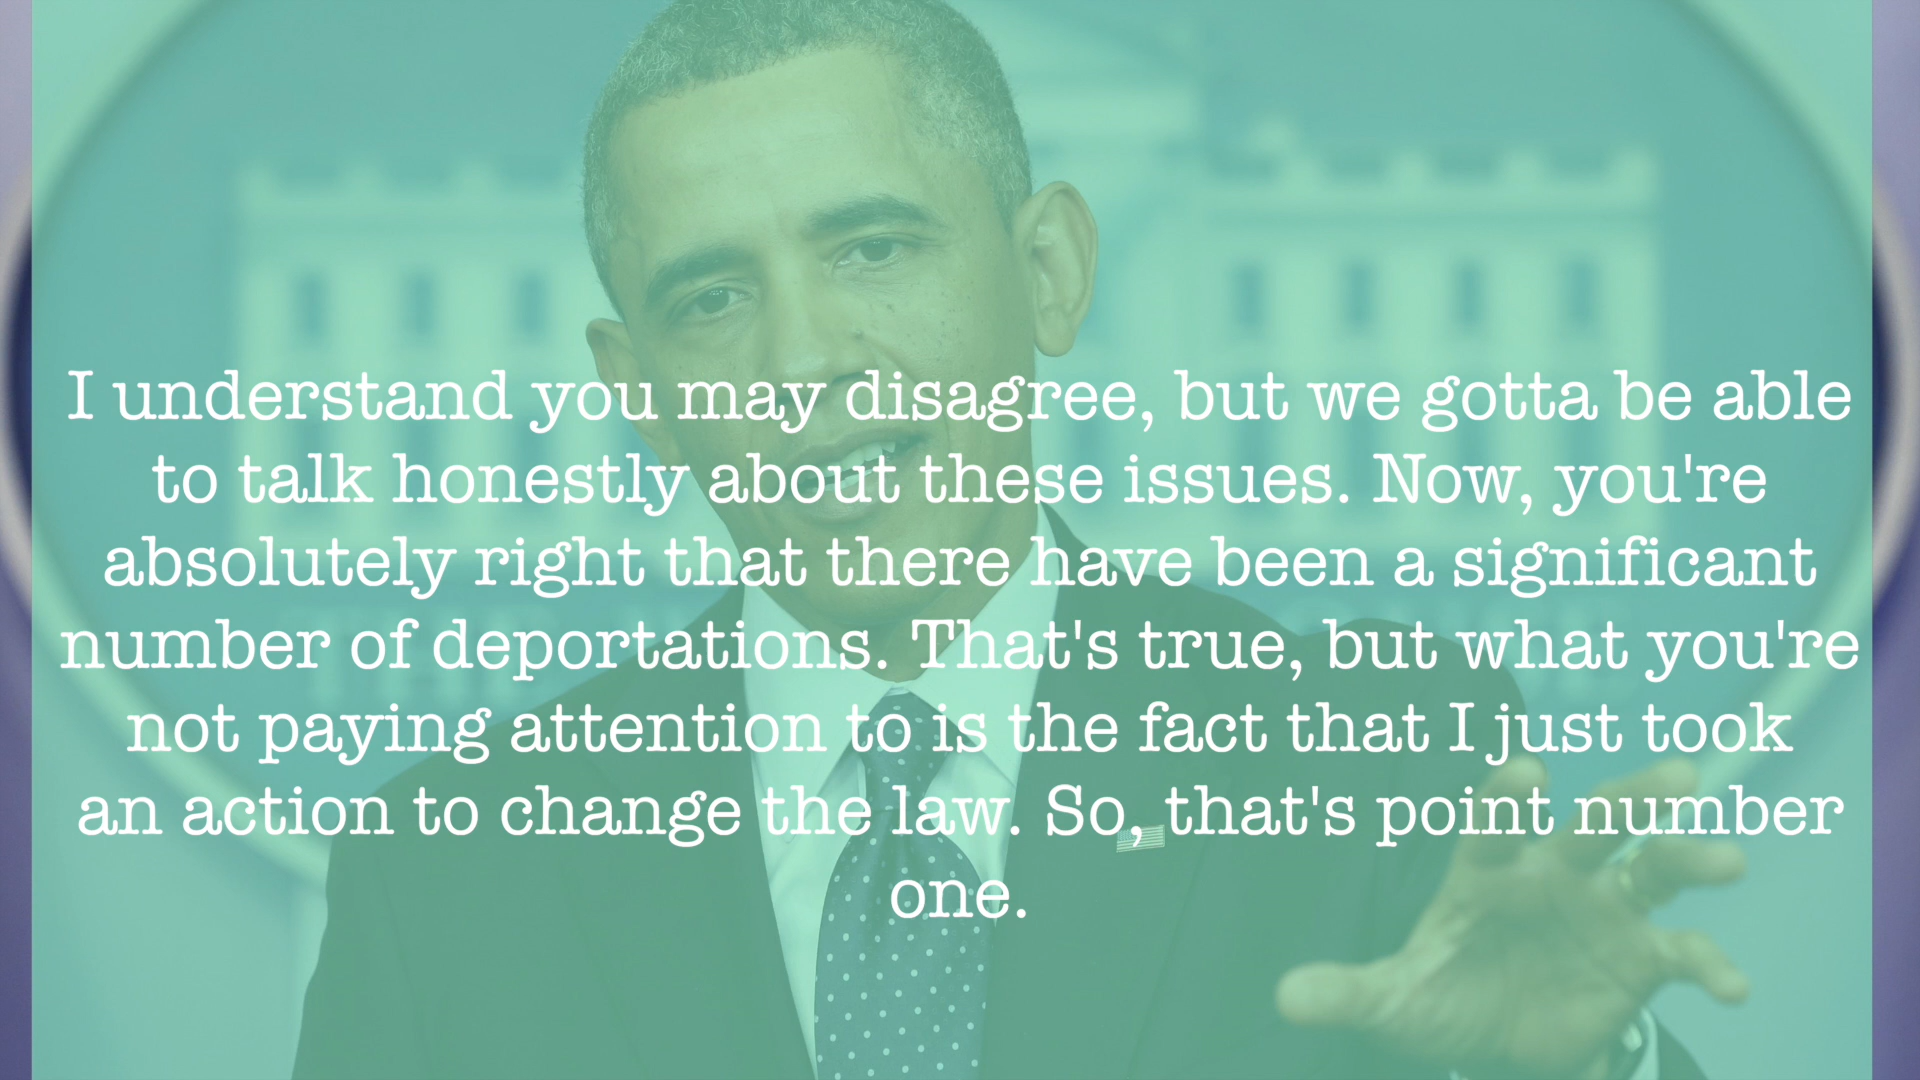 I understand you may disagree, but we gotta be able
to talk honestly about these issues. Now, you're
absolutely right that there have been a significant
number of deportations. That's true, but what you're
not paying attention to is the fact that I just took
an action to change the law. So, that's point number
one.